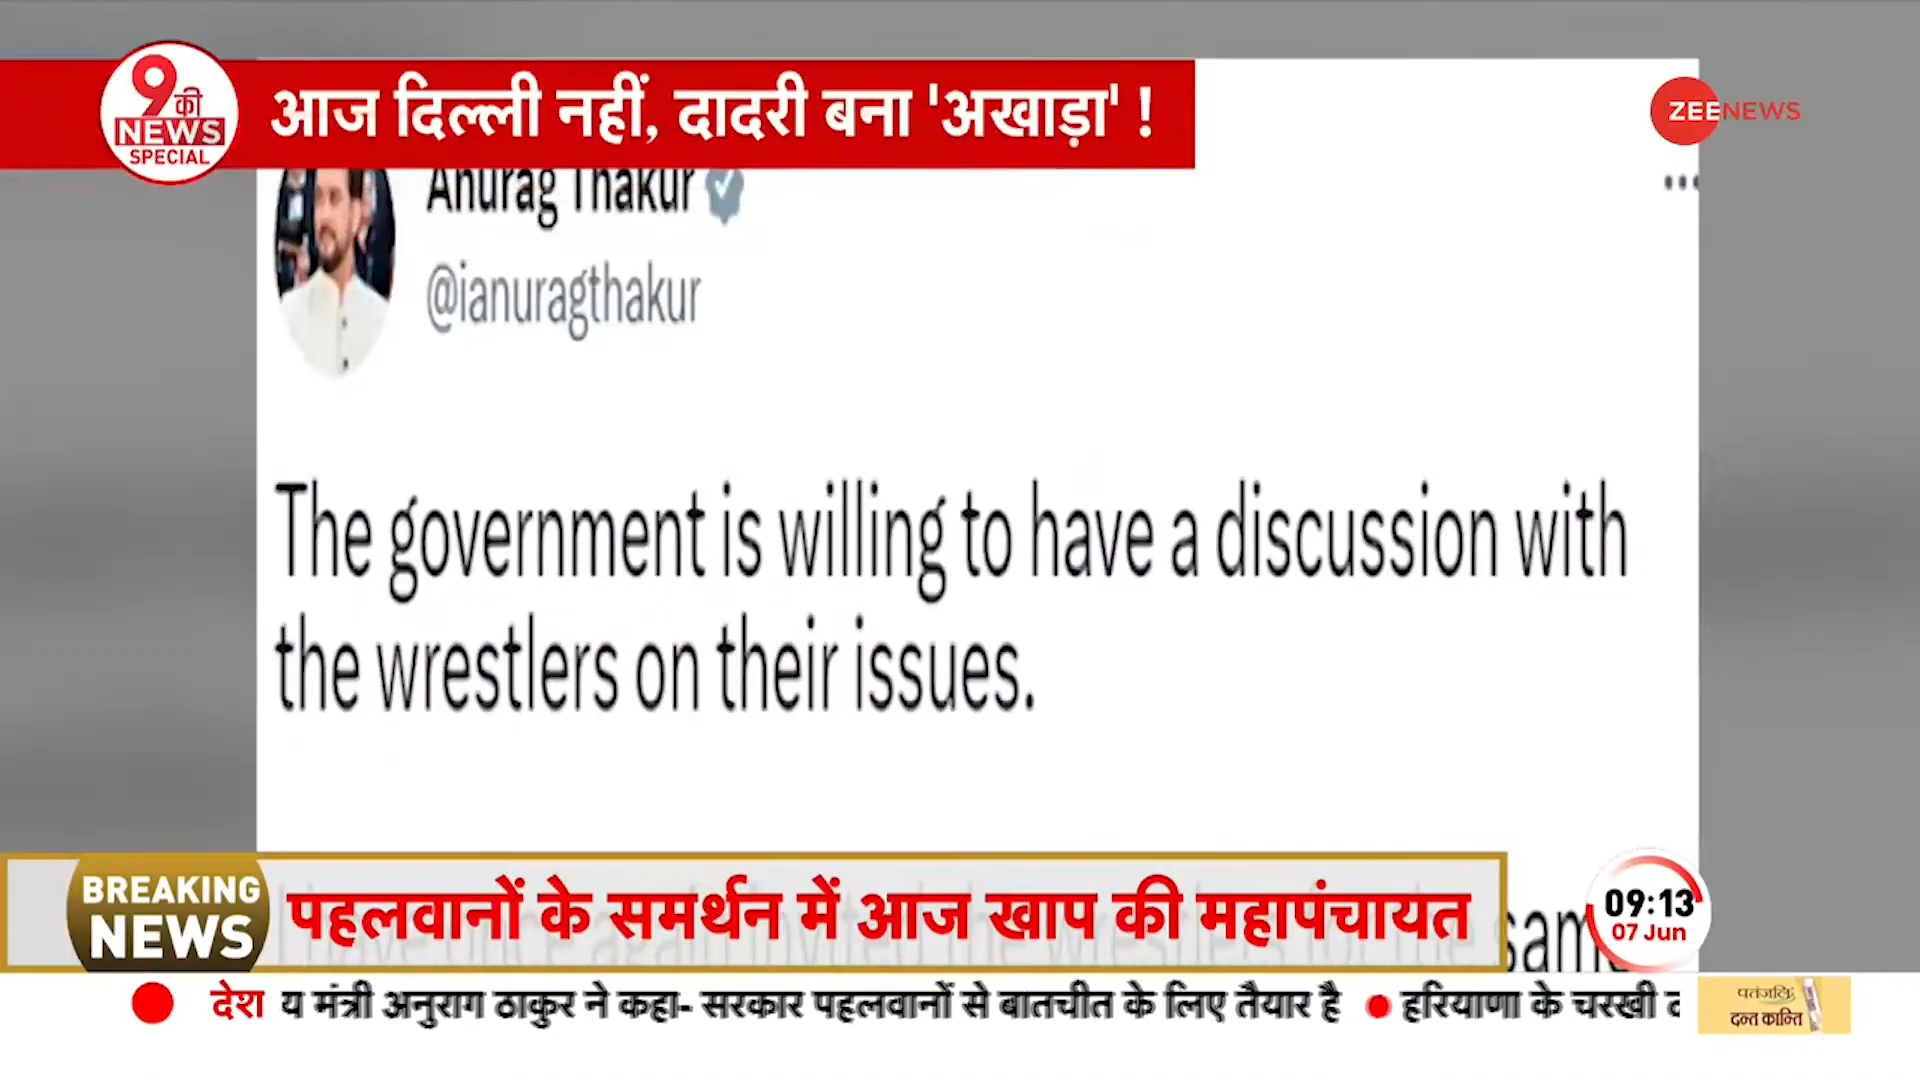 9 की
NEWS
SPECIAL
आज दिल्ली नहीं, दादरी बना 'अखाड़ा' !
ZEENEWS
Anurag Thakur
@ianuragthakur
The government is willing to have a discussion with
the wrestlers on their issues.
BREAKING
NEWS
पहलवानों के समर्थन में आज खाप की महापंचायत
09:13
07 Jun
देश
य मंत्री अनुराग ठाकुर ने कहा- सरकार पहलवानों से बातचीत के लिए तैयार है • हरियाणा के चरखी
पतंजलि
दन्त कान्ति